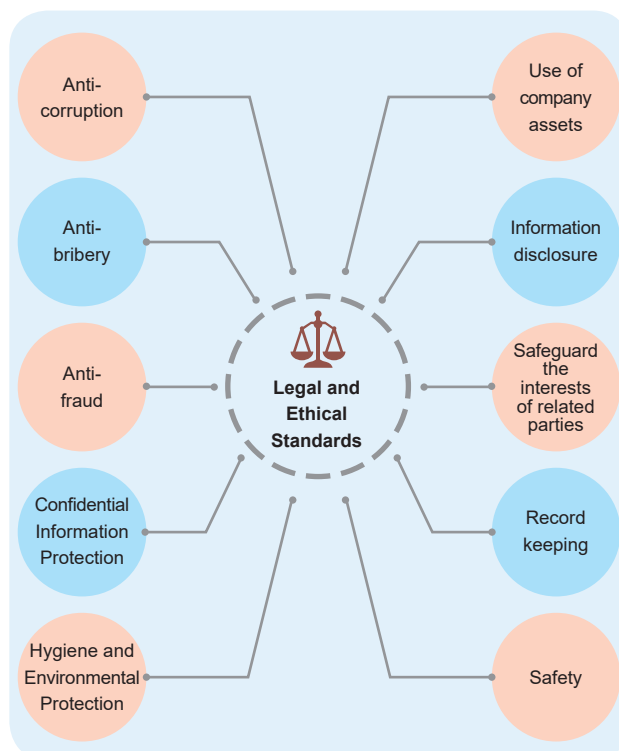 Anti-
corruption
Anti-
bribery
Anti-
fraud
Confidential
Information
Protection
Hygiene and
Environmental
Protection
Legal and
Ethical
Standards
Use of
company
assets
Information
disclosure
Safeguard
the
interests
of related
parties
Record
keeping
Safety